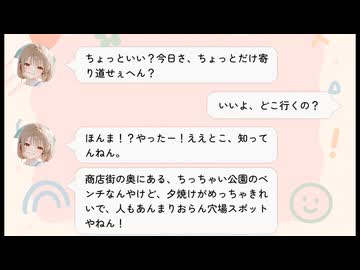 ちょっといい？今日さ、ちょっとだけ寄
り道せぇへん？
いいよ、どこ行くの？
ほんま！？やったー！ええとこ、知って
んねん。
商店街の奥にある、ちっちゃい公園のベ
ンチなんやけど、夕焼けがめっちゃきれ
いで、人もあんまりおらん穴場スポット
やねん！